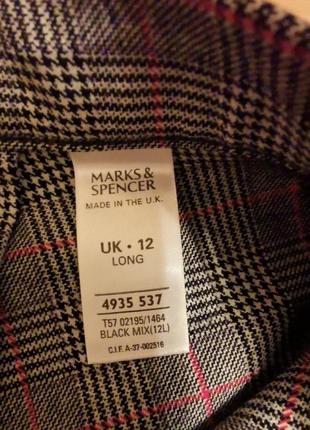 MARKS &
SPENCER
MADE IN THE U.K.
UK • 12
LONG
4935 537
T57 02195/1464
BLACK MIX(12L)
C.I.F. A-37-002516